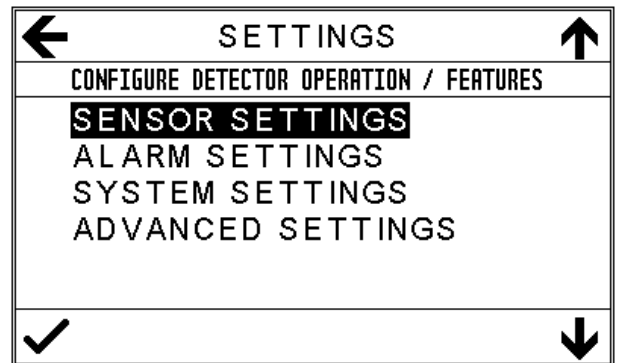 SETTINGS
CONFIGURE DETECTOR OPERATION / FEATURES
SENSOR SETTINGS
ALARM SETTINGS
SYSTEM SETTINGS
ADVANCED SETTINGS